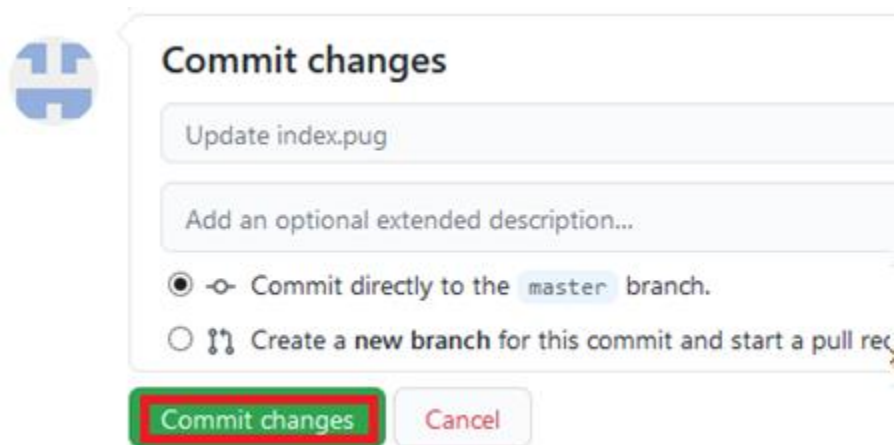 Commit changes
Update index.pug
Add an optional extended description...
Commit directly to the master branch.
Create a new branch for this commit and start a pull
Commit changes
Cancel